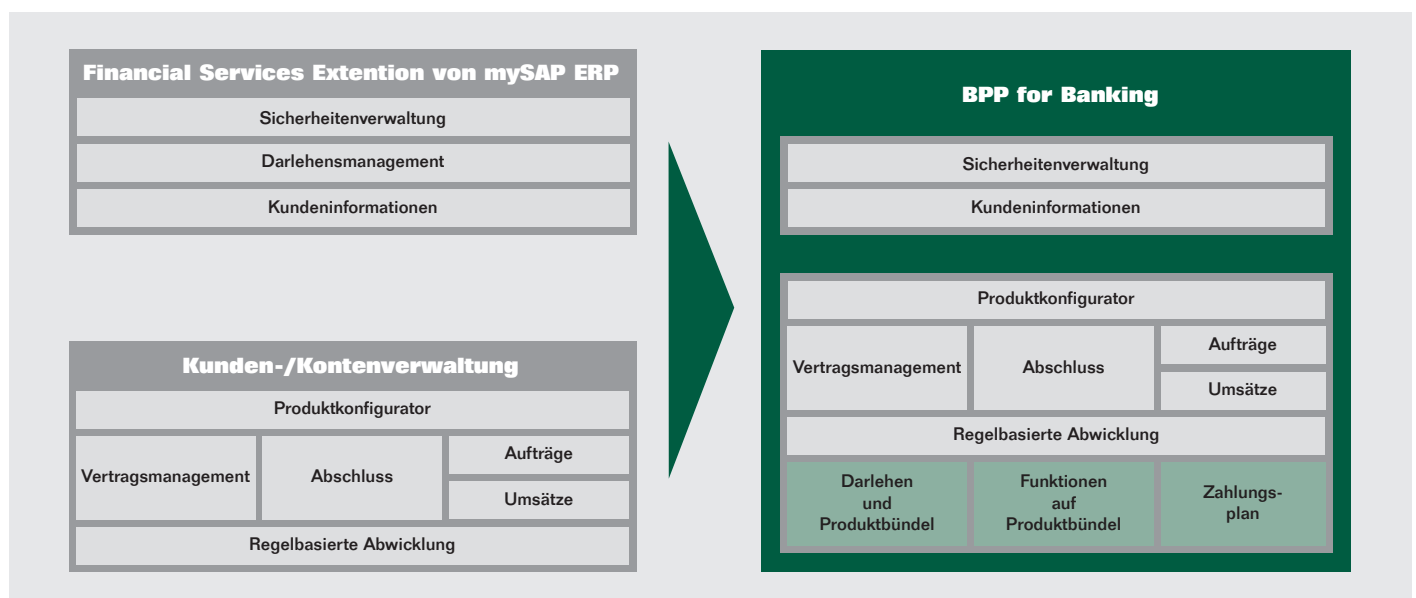 Financial Services Extention von mySAP ERP
Sicherheitenverwaltung
Darlehensmanagement
Kundeninformationen
Kunden-/Kontenverwaltung
Produktkonfigurator
Vertragsmanagement
Abschluss
Aufträge
Umsätze
Regelbasierte Abwicklung
BPP for Banking
Sicherheitenverwaltung
Kundeninformationen
Produktkonfigurator
Vertragsmanagement
Abschluss
Aufträge
Umsätze
Regelbasierte Abwicklung
Darlehen
und
Produktbündel
Funktionen
auf
Produktbündel
Zahlungs-
plan